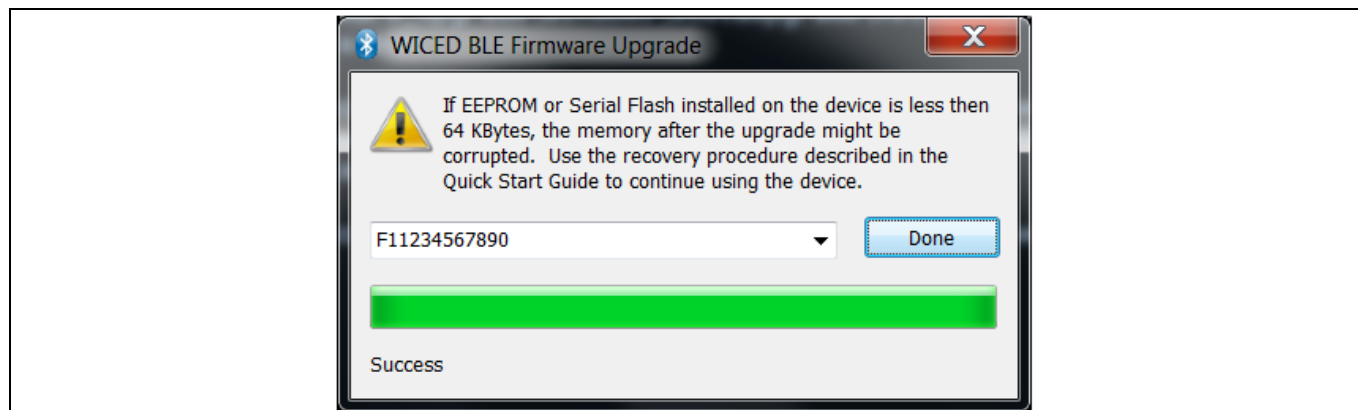 WICED BLE Firmware Upgrade
If EEPROM or Serial Flash installed on the device is less then
64 KBytes, the memory after the upgrade might be
corrupted.  Use the recovery procedure described in the
Quick Start Guide to continue using the device.
F11234567890
Done
Success